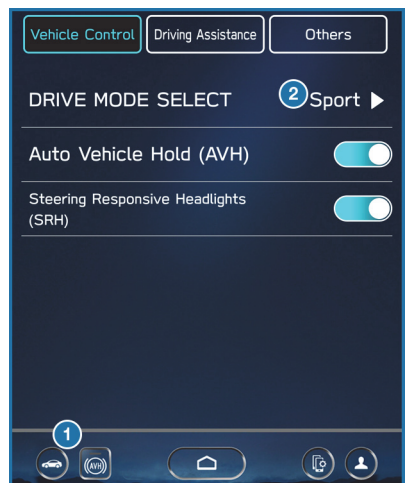 Vehicle Control Driving Assistance Others
DRIVE MODE SELECT 2 Sport
Auto Vehicle Hold (AVH)
Steering Responsive Headlights
(SRH)
1
(AVH)